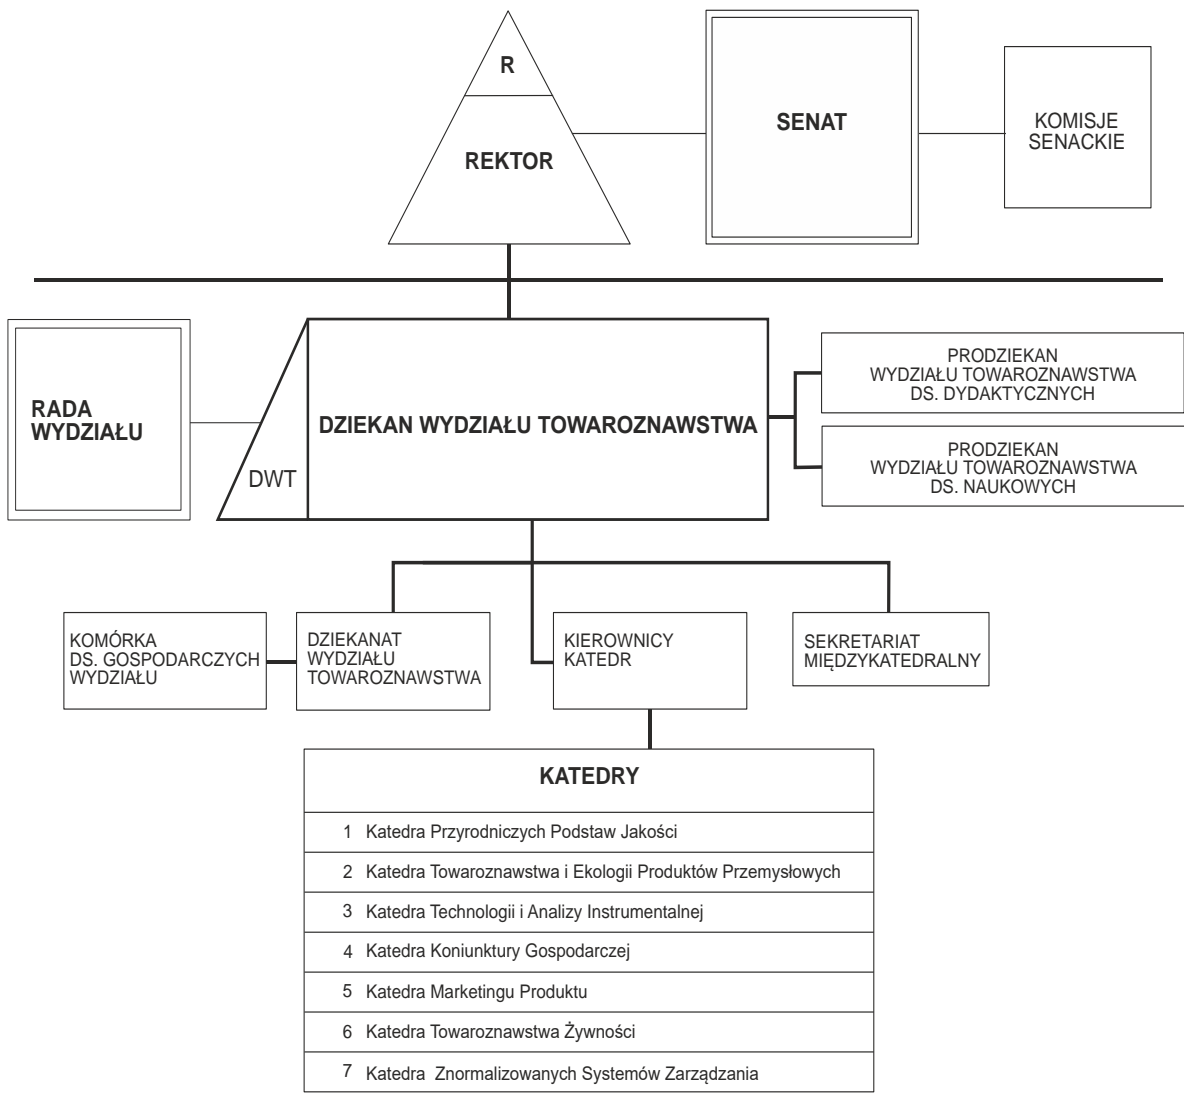 R
REKTOR
SENAT
KOMISJE
SENACKIE
RADA
WYDZIAŁU
DWT
DZIEKAN WYDZIAŁU TOWAROZNAWSTWA
PRODZIEKAN
WYDZIAŁU TOWAROZNAWSTWA
DS. DYDAKTYCZNYCH
PRODZIEKAN
WYDZIAŁU TOWAROZNAWSTWA
DS. NAUKOWYCH
KOMÓRKA
DS. GOSPODARCZYCH
WYDZIAŁU
DZIEKANAT
WYDZIAŁU
TOWAROZNAWSTWA
KIEROWNICY
KATEDR
SEKRETARIAT
MIĘDZYKATEDRALNY
KATEDRY
1 Katedra Przyrodniczych Podstaw Jakości
2 Katedra Towaroznawstwa i Ekologii Produktów Przemysłowych
3 Katedra Technologii i Analizy Instrumentalnej
4 Katedra Koniunktury Gospodarczej
5 Katedra Marketingu Produktu
6 Katedra Towaroznawstwa Żywności
7 Katedra Znormalizowanych Systemów Zarządzania